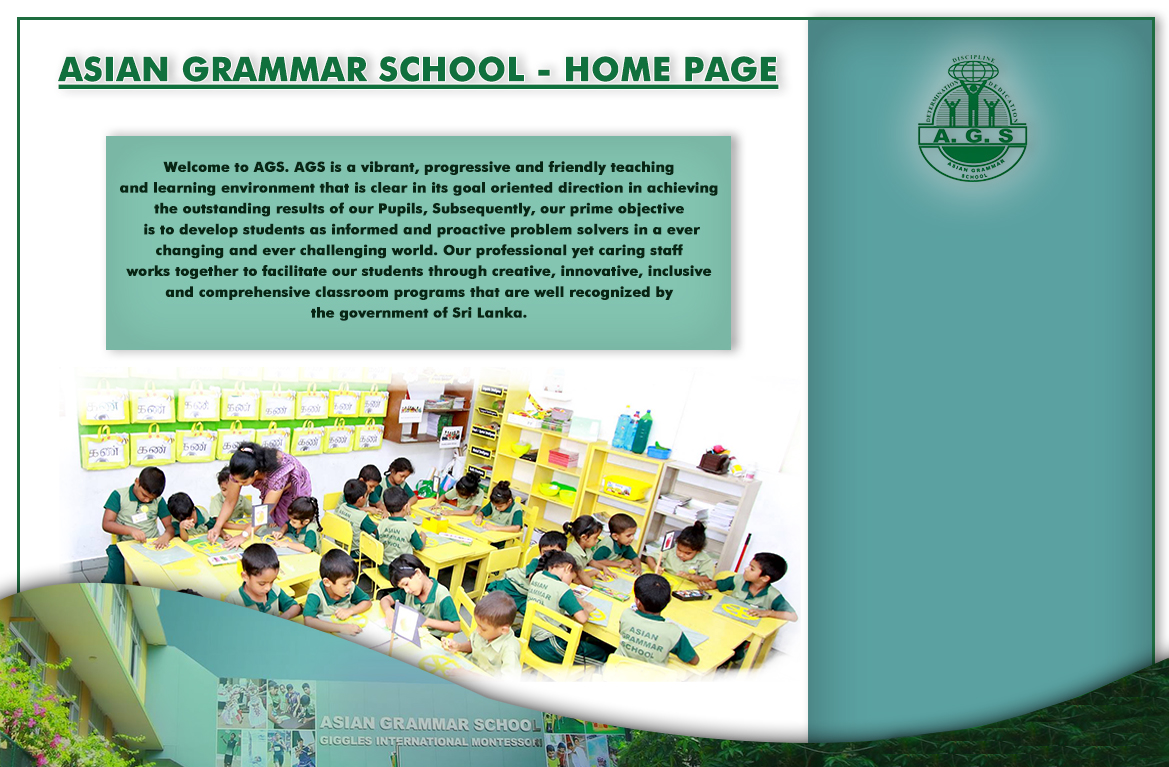 ASIAN GRAMMAR SCHOOL - HOME PAGE
DISCIPLINE
DETERMINATION
DEDICATION
A. G. S
ASIAN GRAMMAR
SCHOOL
Welcome to AGS. AGS is a vibrant, progressive and friendly teaching
and learning environment that is clear in its goal oriented direction in achieving
the outstanding results of our Pupils, Subsequently, our prime objective
is to develop students as informed and proactive problem solvers in a ever
changing and ever challenging world. Our professional yet caring staff
works together to facilitate our students through creative, innovative, inclusive
and comprehensive classroom programs that are well recognized by
the government of Sri Lanka.
கண் கண் கண் கண் கண் கண் கண் கண்
கண் கண் கண் கண் கண் கண் கண் கண்
ASIAN
GRAMMAR
SCHOOL
ASIAN
GRAMMAR
ASIAN
GRAMMAR
SCHOOL
ASIAN GRAMMAR SCHOOL
GIGGLES INTERNATIONAL MONTESSORI